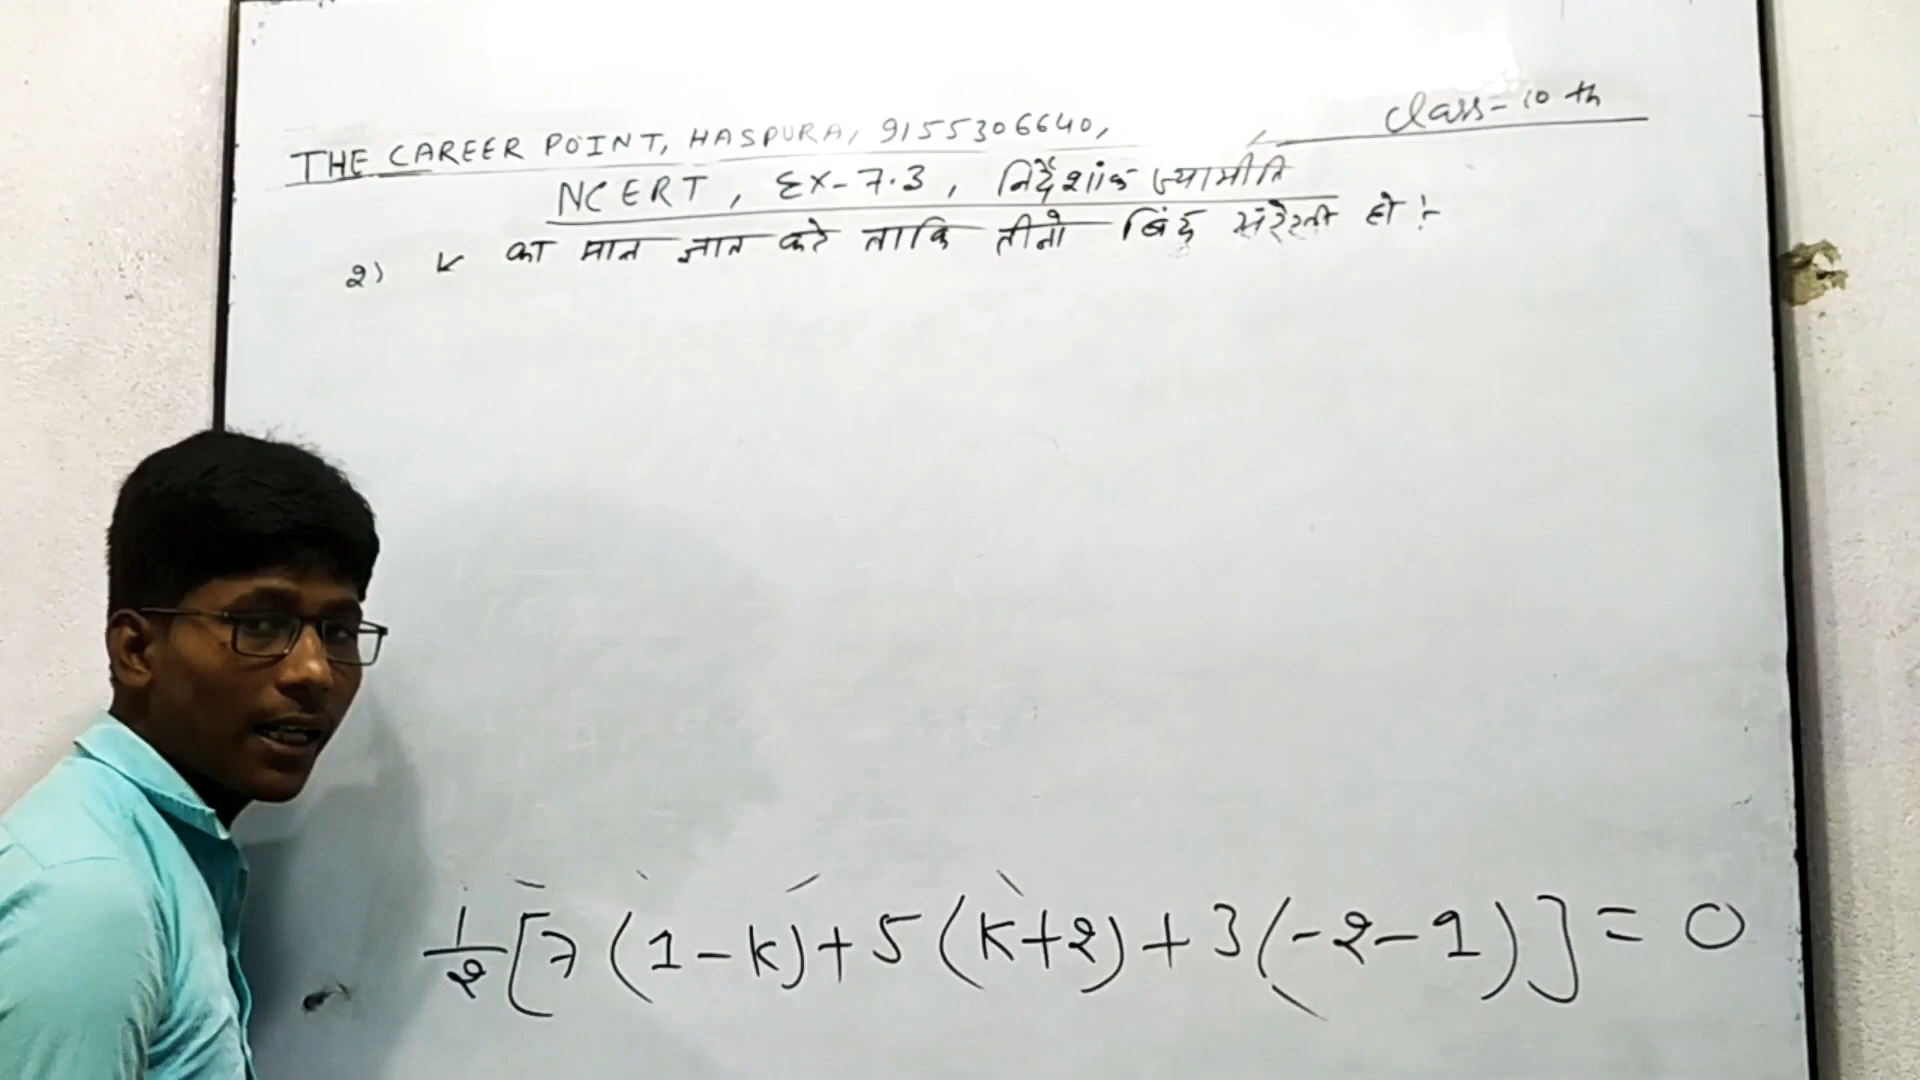 THE CAREER POINT, HASPURA, 9155306640,
Class - 10 th
NCERT, EX-7.3, निर्देशांक ज्यामीति
2) K का मान ज्ञात करे ताकि तीनो बिंदु संरेखी हो :-
1/2 [7 (1-K) + 5 (K+2) + 3 (-2-1)] = 0